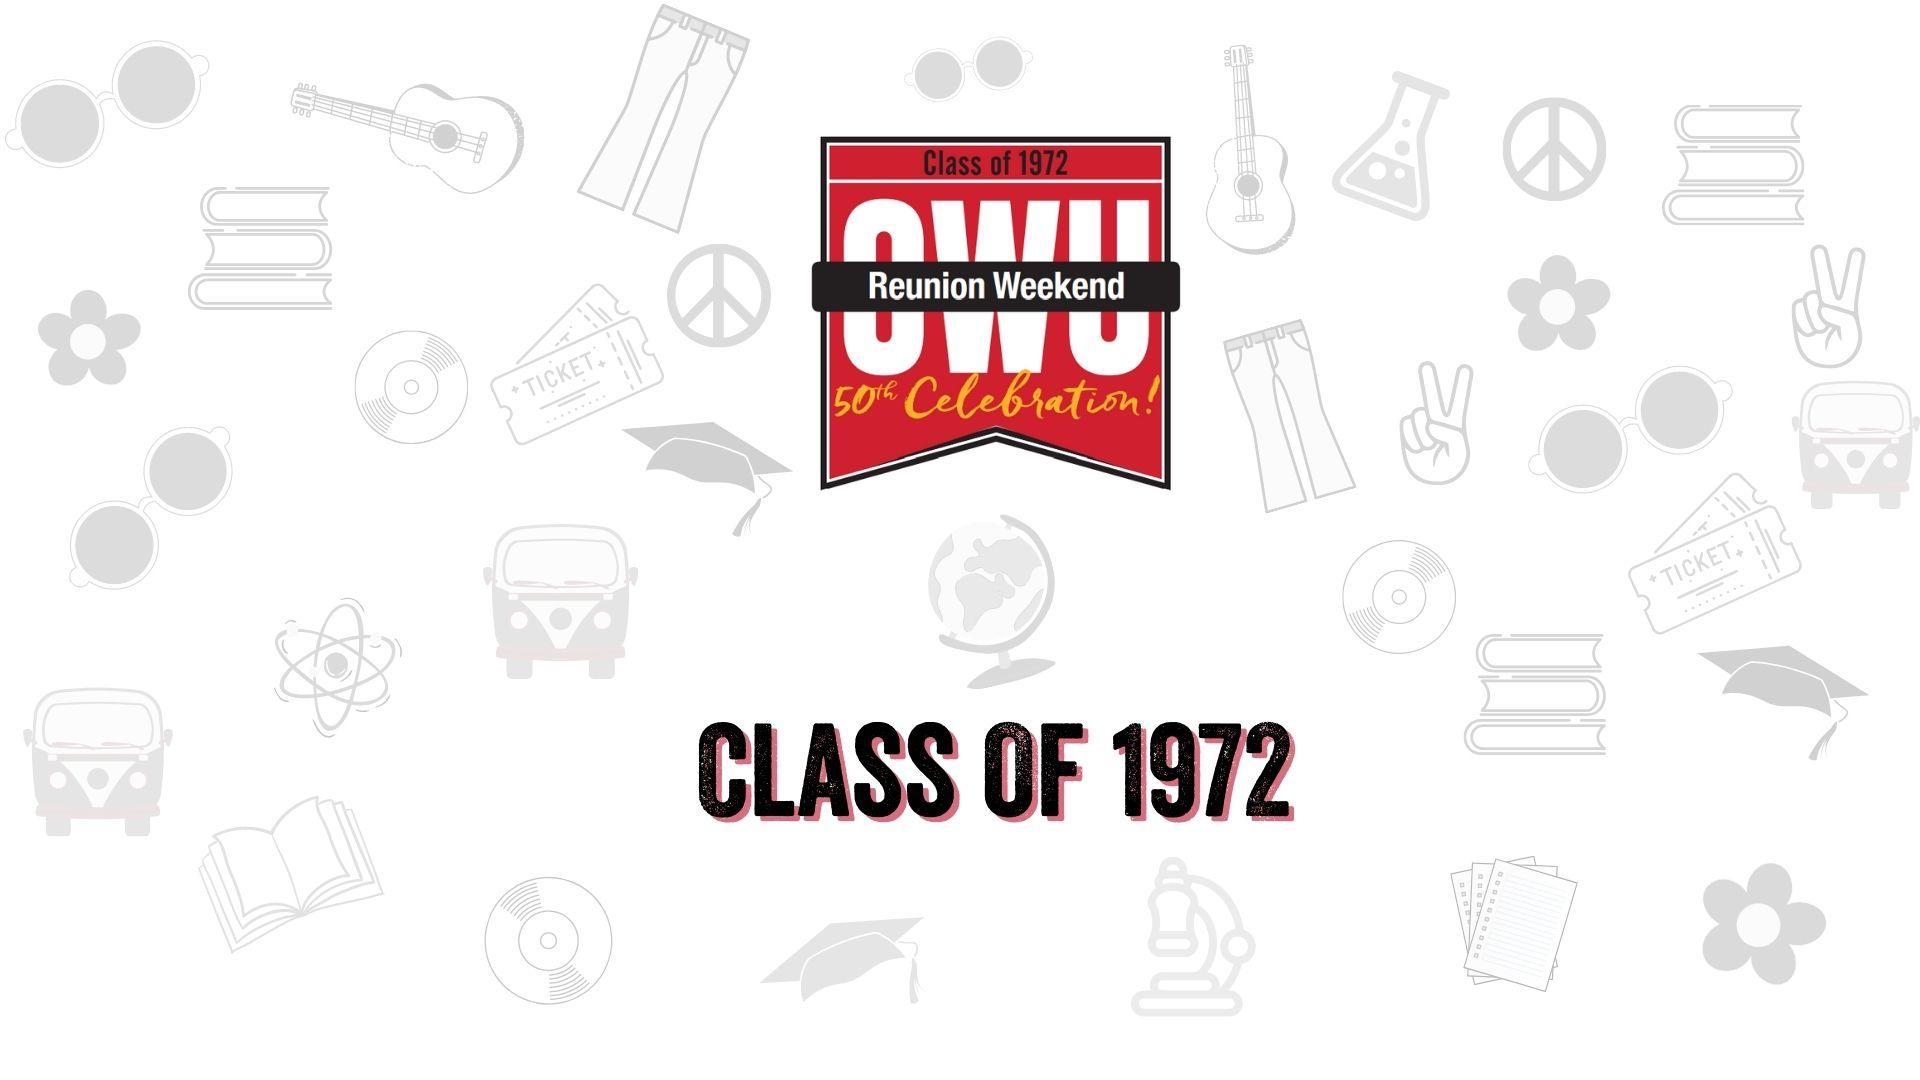 Class of 1972
OWU
Reunion Weekend
50th Celebration!
TICKET
TICKET
CLASS OF 1972